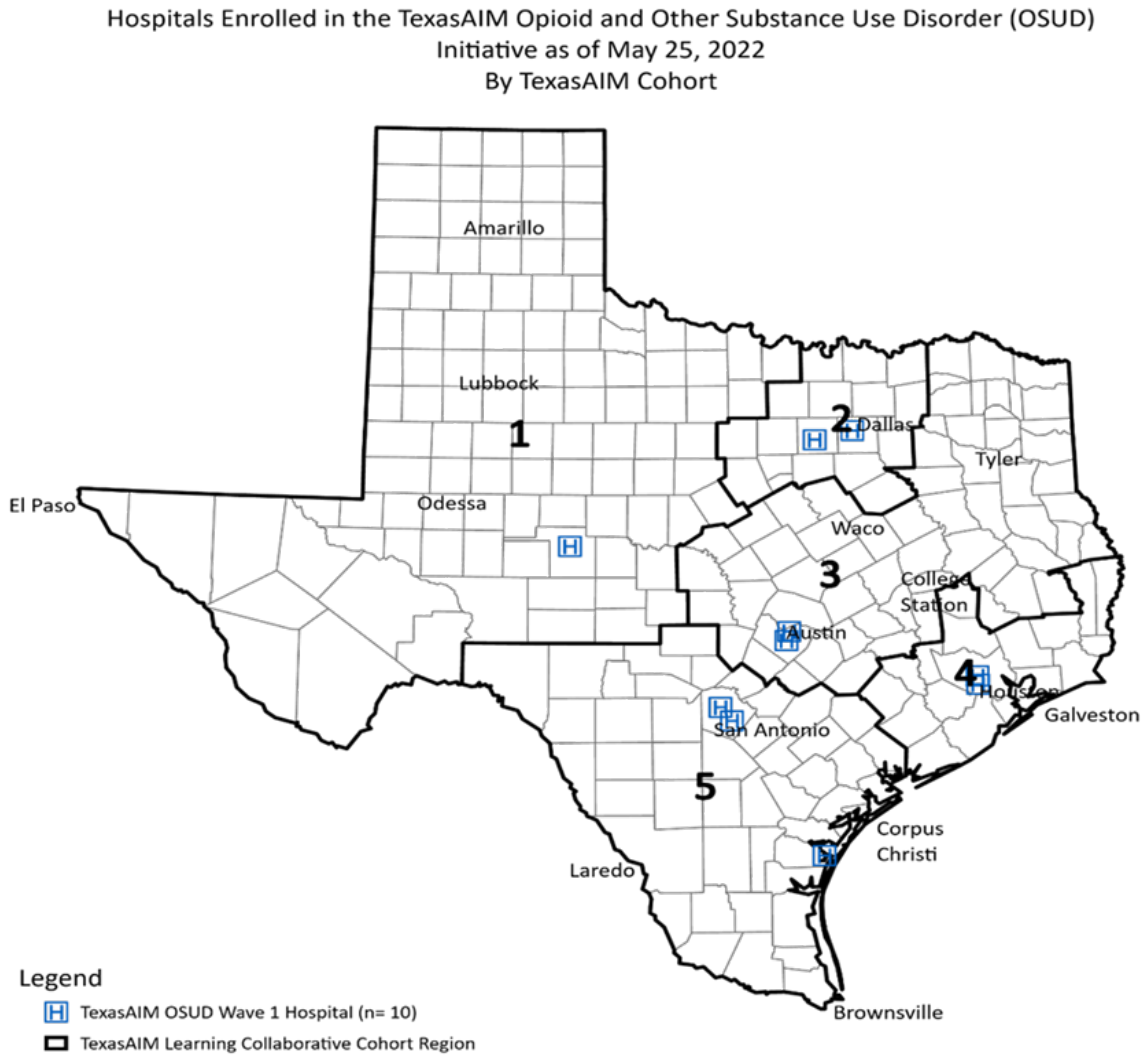 Hospitals Enrolled in the TexasAIM Opioid and Other Substance Use Disorder (OSUD)
Initiative as of May 25, 2022
By TexasAIM Cohort
Amarillo
Lubbock
1
2
Dallas
Tyler
El Paso
Odessa
H
H
Waco
H
3
College
Station
H
H
Austin
4
H
H
Houston
Galveston
H
H
San Antonio
5
Corpus
Christi
H
Laredo
Brownsville
Legend
H TexasAIM OSUD Wave 1 Hospital (n= 10)
TexasAIM Learning Collaborative Cohort Region